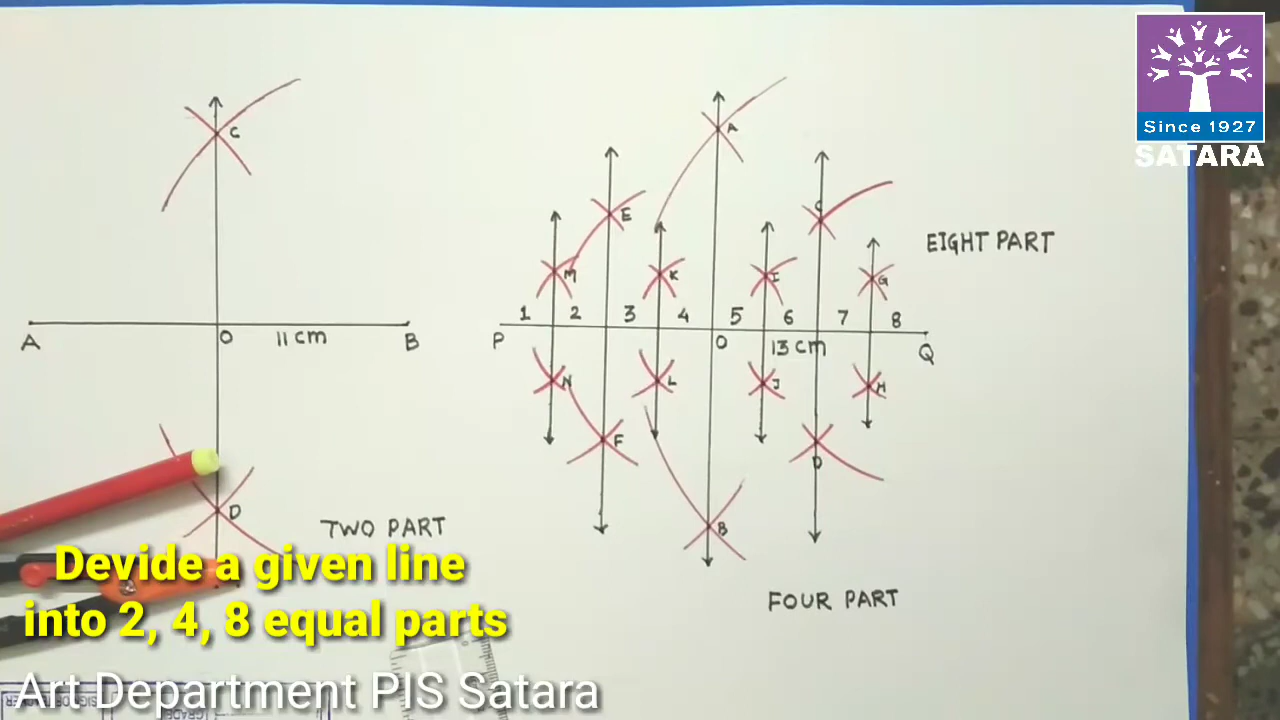 Since 1927
SATARA
C
A
E
C
EIGHT PART
M
K
I
G
1 2 3 4 5 6 7 8
A
O
11 cm
B
P
O
13 cm
Q
N
L
J
H
F
D
D
B
TWO PART
FOUR PART
Devide a given line
into 2, 4, 8 equal parts
Art Department PIS Satara